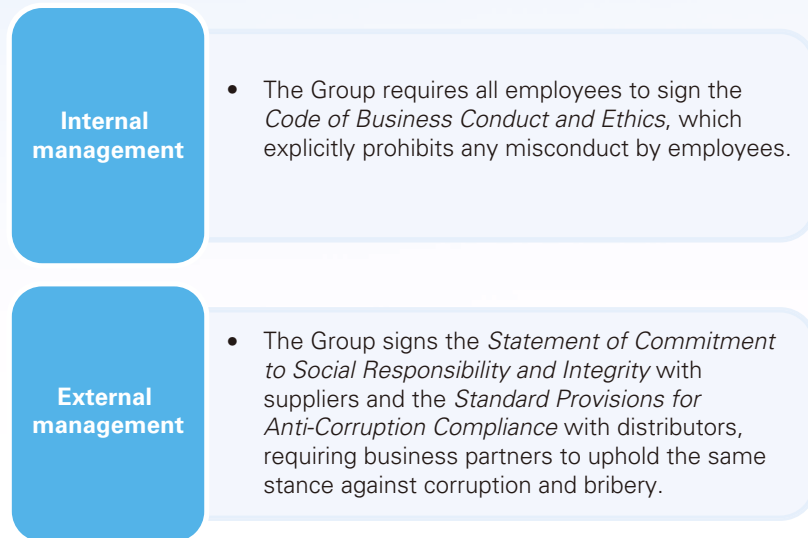 Internal
management
• The Group requires all employees to sign the
Code of Business Conduct and Ethics, which
explicitly prohibits any misconduct by employees.
External
management
• The Group signs the Statement of Commitment
to Social Responsibility and Integrity with
suppliers and the Standard Provisions for
Anti-Corruption Compliance with distributors,
requiring business partners to uphold the same
stance against corruption and bribery.